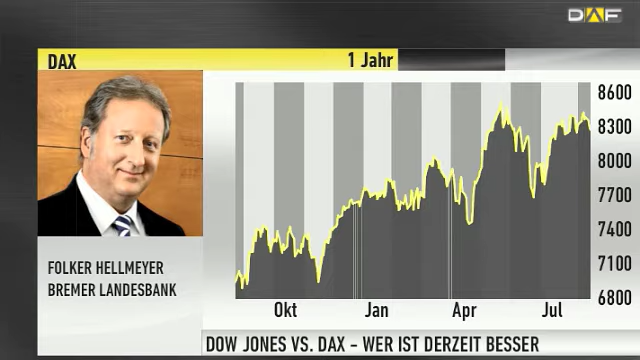 DAF
DAX
1 Jahr
8600
8300
8000
7700
7400
7100
6800
Okt Jan Apr Jul
FOLKER HELLMEYER
BREMER LANDESBANK
DOW JONES VS. DAX - WER IST DERZEIT BESSER